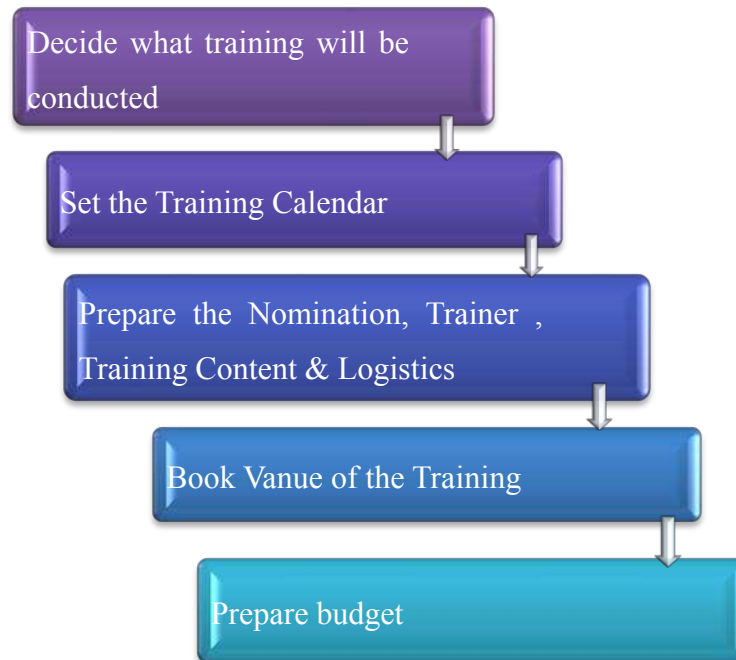 Decide what training will be
conducted
Set the Training Calendar
Prepare the Nomination, Trainer ,
Training Content & Logistics
Book Vanue of the Training
Prepare budget